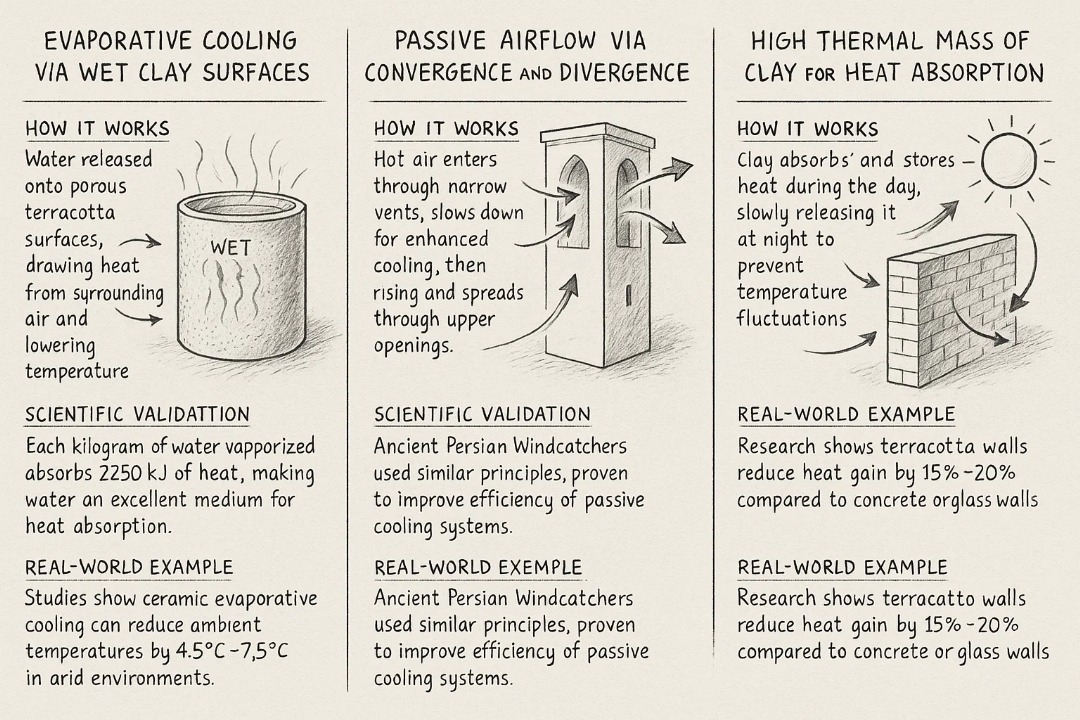 EVAPORATIVE COOLING
VIA WET CLAY SURFACES
HOW IT WORKS
Water released
onto porous
terracotta
surfaces,
drawing heat
from syrrounding
air and
lowering
temperature
WET
SCIENTIFIC VALIDATTION
Each kilogram of water vapporized
absorbs 2250 kJ of heat, making
water an excellent medium for
heat absorption.
REAL-WORLD EXAMPLE
Studies show ceramic evaporative
cooling can reduce ambient
temperatures by 4.5°C-7,5°C
in arid environments.
PASSIVE AIRFLOW VIA
CONVERGENCE AND DIVERGENCE
HOW IT WORKS
Hot air enters
through narrow
vents, slows down
for enhanced
cooling, then
rising and spreads
through upper
openings.
SCIENTIFIC VALIDATION
Ancient Persian Windcatchers
used similar principles, proven
to improve efficiency of passive
cooling systems.
REAL-WORLD EXEMPLE
Ancient Persian Windcatchers
used similar principles, proven
to improve efficiency of passive
cooling systems.
HIGH THERMAL MASS OF
CLAY FOR HEAT ABSORPTION
HOW IT WORKS
Clay absorbs' and stores
heat during the day,
slowly releasing it
at night to
prevent
temperature
fluctuations
REAL-WORLD EXAMPLE
Research shows terracotta walls
reduce heat gain by 15%-20%
compared to concrete orglass walls
REAL-WORLD EXAMPLE
Research shows terracatto walls
reduce heat gain by 15%-20%
compared to concrete or glass walls